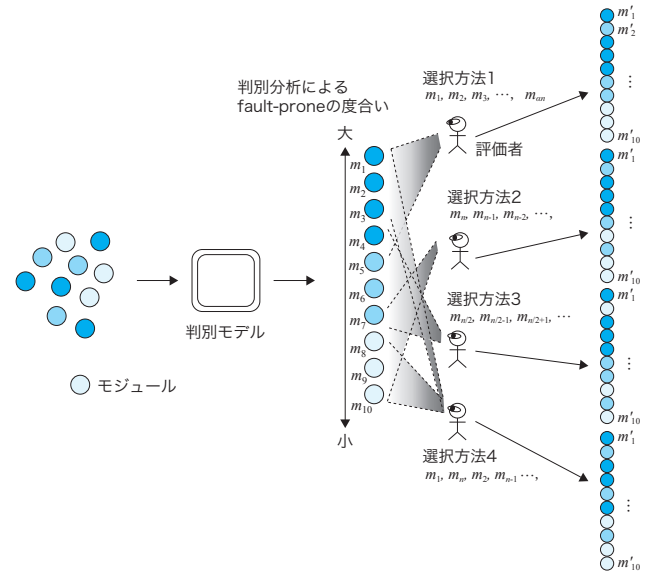 判別分析による
fault-proneの度合い
大
m1
m2
m3
m4
m5
m6
m7
m8
m9
m10
小
判別モデル
モジュール
選択方法1
m1, m2, m3, …, man
評価者
選択方法2
mn, mn-1, mn-2, …,
選択方法3
mn/2, mn/2-1, mn/2+1, …
選択方法4
m1, mn, m2, mn-1 …,
m′1
m′2
⋮
m′10
m′1
⋮
m′10
m′1
⋮
m′10
m′1
⋮
m′10